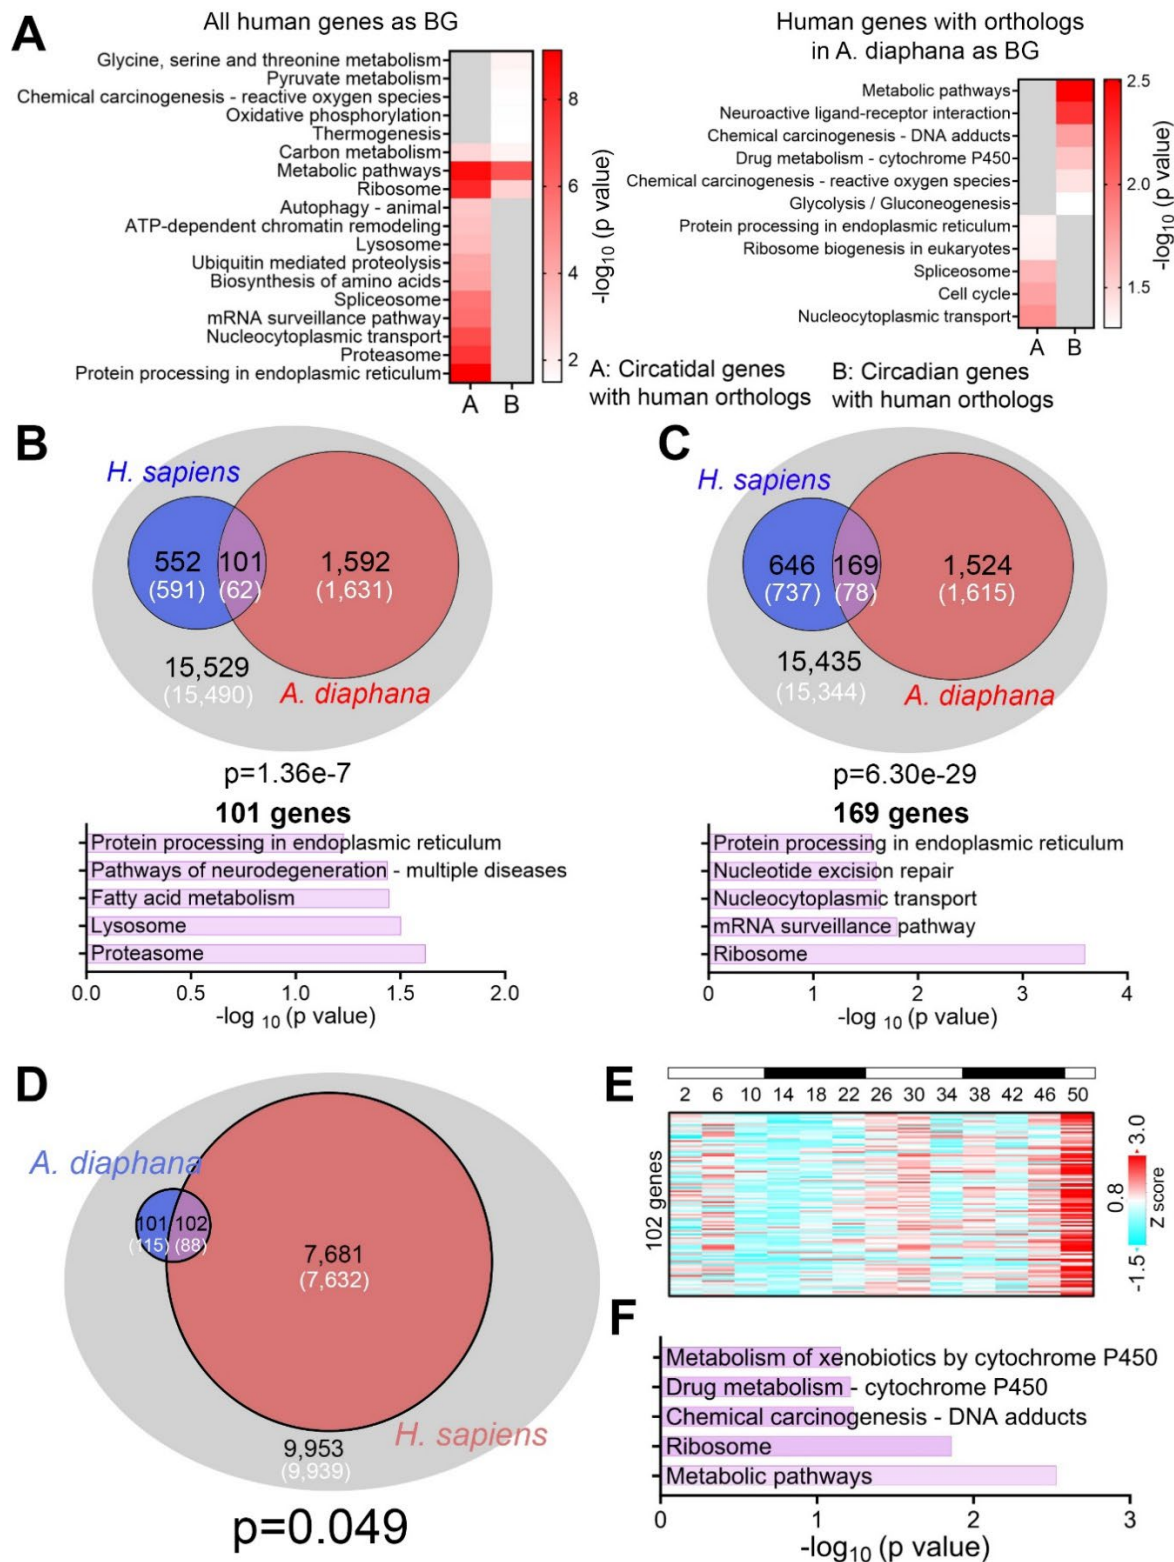 A
All human genes as BG
Glycine, serine and threonine metabolism
Pyruvate metabolism
Chemical carcinogenesis - reactive oxygen species
Oxidative phosphorylation
Thermogenesis
Carbon metabolism
Metabolic pathways
Ribosome
Autophagy - animal
ATP-dependent chromatin remodeling
Lysosome
Ubiquitin mediated proteolysis
Biosynthesis of amino acids
Spliceosome
mRNA surveillance pathway
Nucleocytoplasmic transport
Proteasome
Protein processing in endoplasmic reticulum
A B
8
6
4
2
-log10 (p value)
Human genes with orthologs
in A. diaphana as BG
Metabolic pathways
Neuroactive ligand-receptor interaction
Chemical carcinogenesis - DNA adducts
Drug metabolism - cytochrome P450
Chemical carcinogenesis - reactive oxygen species
Glycolysis / Gluconeogenesis
Protein processing in endoplasmic reticulum
Ribosome biogenesis in eukaryotes
Spliceosome
Cell cycle
Nucleocytoplasmic transport
A B
2.5
2.0
1.5
-log10 (p value)
A: Circatidal genes
with human orthologs
B: Circadian genes
with human orthologs
B
H. sapiens
552 101 1,592
(591) (62) (1,631)
15,529
(15,490)
A. diaphana
p=1.36e-7
101 genes
Protein processing in endoplasmic reticulum
Pathways of neurodegeneration - multiple diseases
Fatty acid metabolism
Lysosome
Proteasome
0.0 0.5 1.0 1.5 2.0
-log 10 (p value)
C
H. sapiens
646 169 1,524
(737) (78) (1,615)
15,435
(15,344)
A. diaphana
p=6.30e-29
169 genes
Protein processing in endoplasmic reticulum
Nucleotide excision repair
Nucleocytoplasmic transport
mRNA surveillance pathway
Ribosome
0 1 2 3 4
-log 10 (p value)
D
A. diaphana
101 102
(115) (88)
7,681
(7,632)
H. sapiens
9,953
(9,939)
p=0.049
E
2 6 10 14 18 22 26 30 34 38 42 46 50
102 genes
3.0
0.8
-1.5
Z score
F
Metabolism of xenobiotics by cytochrome P450
Drug metabolism - cytochrome P450
Chemical carcinogenesis - DNA adducts
Ribosome
Metabolic pathways
0 1 2 3
-log10 (p value)